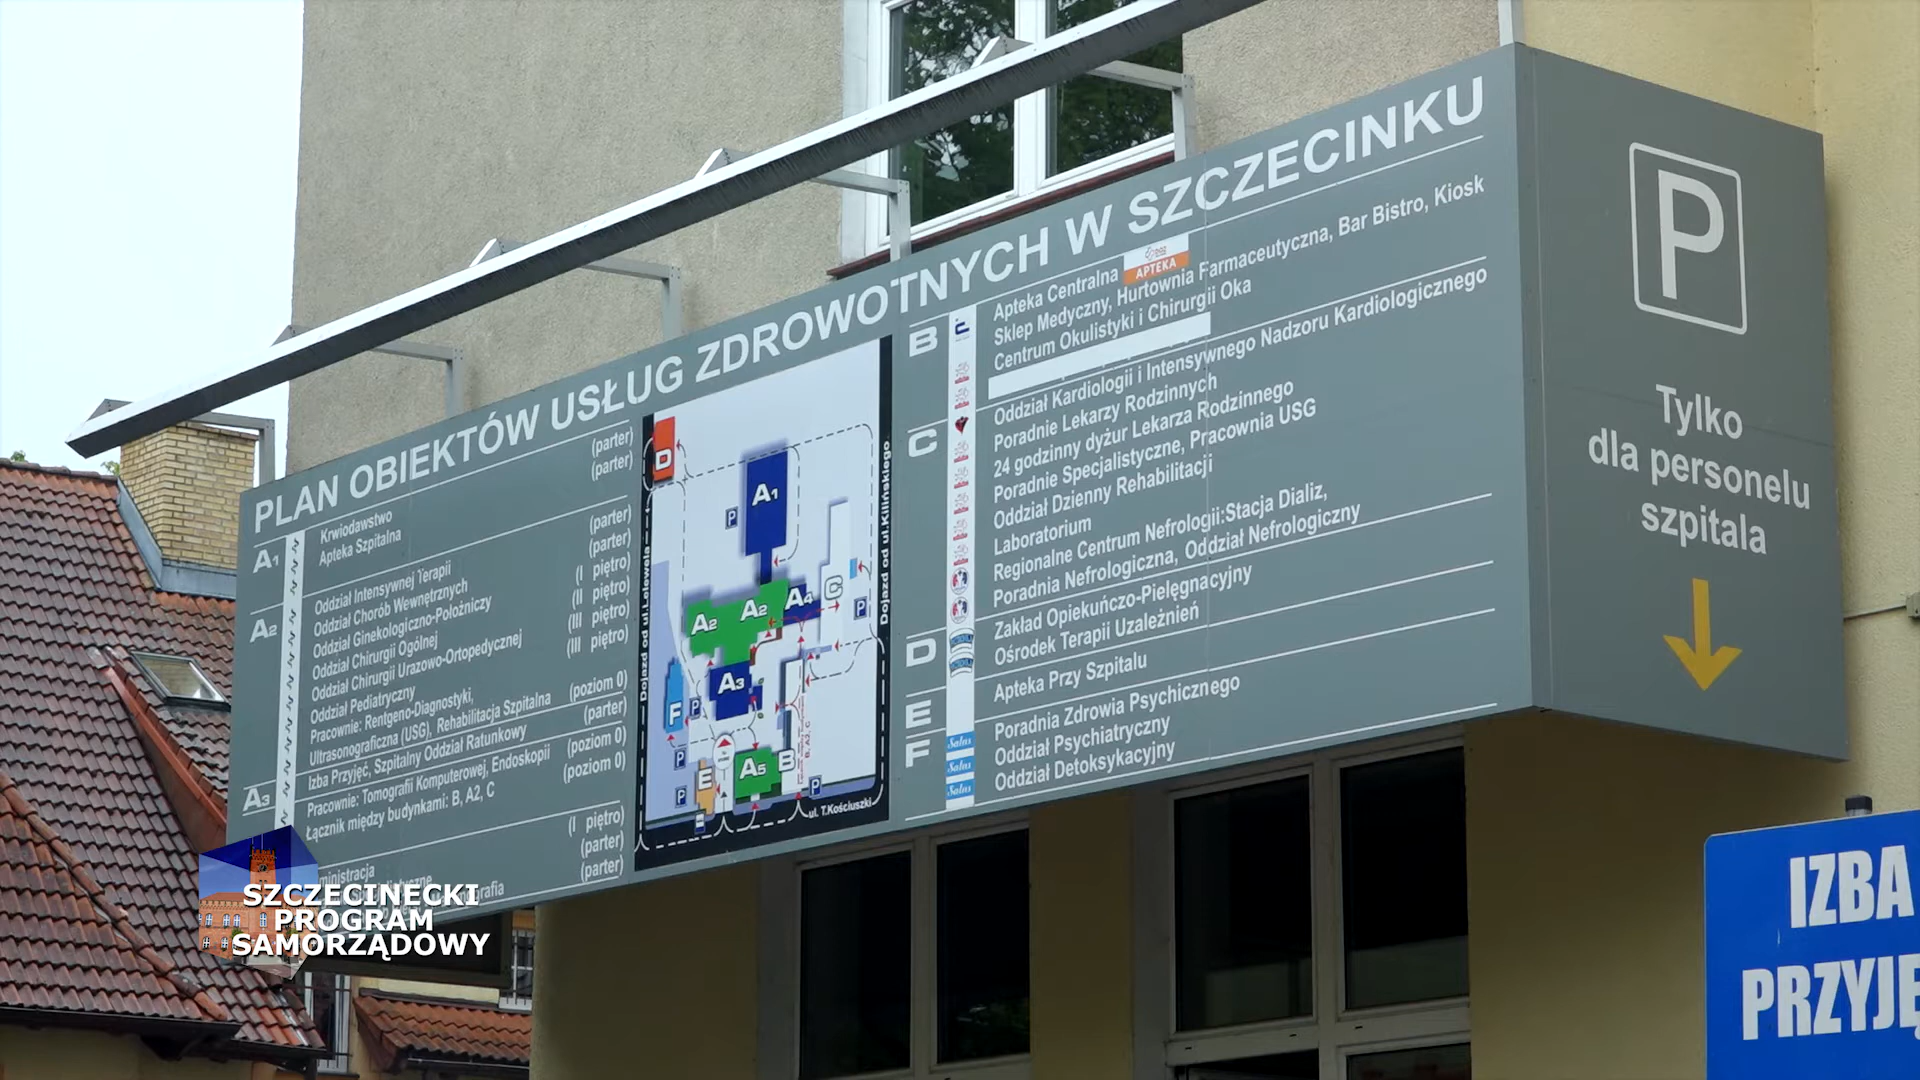 PLAN OBIEKTÓW USŁUG ZDROWOTNYCH W SZCZECINKU
A1
Krwiodawstwo (parter)
Apteka Szpitalna (parter)
A2
Oddział Intensywnej Terapii (parter)
Oddział Chorób Wewnętrznych (parter)
Oddział Ginekologiczno-Położniczy (I piętro)
Oddział Chirurgii Ogólnej (II piętro)
Oddział Chirurgii Urazowo-Ortopedycznej (III piętro)
Oddział Pediatryczny (III piętro)
Pracownie: Rentgeno-Diagnostyki,
Ultrasonograficzna (USG), Rehabilitacja Szpitalna (poziom 0)
Izba Przyjęć, Szpitalny Oddział Ratunkowy (parter)
A3
Pracownie: Tomografii Komputerowej, Endoskopii (poziom 0)
Łącznik między budynkami: B, A2, C (poziom 0)
(I piętro)
(parter)
(parter)
Dojazd od ul.Lelewela
Dojazd od ul.Kilińskiego
ul. T.Kościuszki
D
A1
P
A2
A2
A4
C
P
A3
F
P
P
E
A5
B
P
P
B, A2, C
B
Apteka Centralna
APTEKA
Sklep Medyczny, Hurtownia Farmaceutyczna, Bar Bistro, Kiosk
Centrum Okulistyki i Chirurgii Oka
C
Oddział Kardiologii i Intensywnego Nadzoru Kardiologicznego
Poradnie Lekarzy Rodzinnych
24 godzinny dyżur Lekarza Rodzinnego
Poradnie Specjalistyczne, Pracownia USG
Oddział Dzienny Rehabilitacji
Laboratorium
Regionalne Centrum Nefrologii:Stacja Dializ,
Poradnia Nefrologiczna, Oddział Nefrologiczny
D
Zakład Opiekuńczo-Pielęgnacyjny
Ośrodek Terapii Uzależnień
E
Apteka Przy Szpitalu
F
Poradnia Zdrowia Psychicznego
Oddział Psychiatryczny
Oddział Detoksykacyjny
Salus
Salus
Salus
P
Tylko
dla personelu
szpitala
IZBA
PRZYJĘ
SZCZECINECKI
PROGRAM
SAMORZĄDOWY